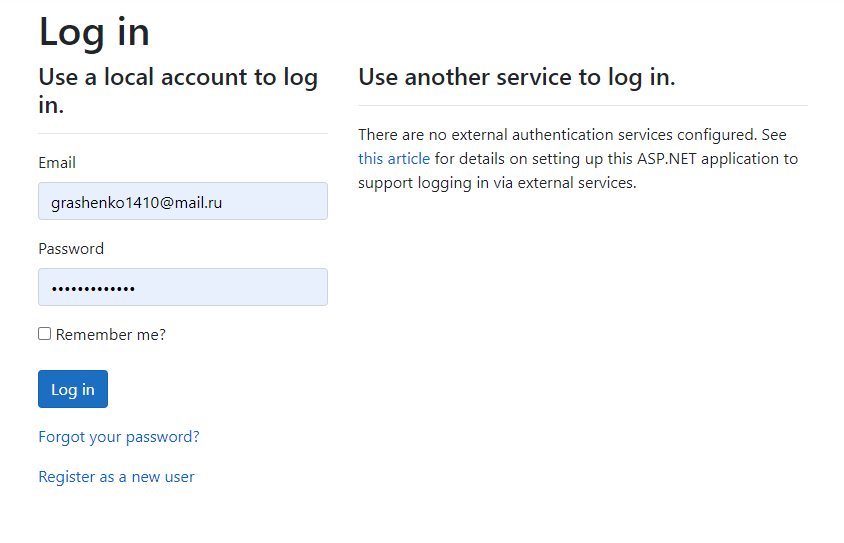 Log in
Use a local account to log
in.
Email
grashenko1410@mail.ru
Password
•••••••••••••
Remember me?
Log in
Forgot your password?
Register as a new user
Use another service to log in.
There are no external authentication services configured. See
this article for details on setting up this ASP.NET application to
support logging in via external services.